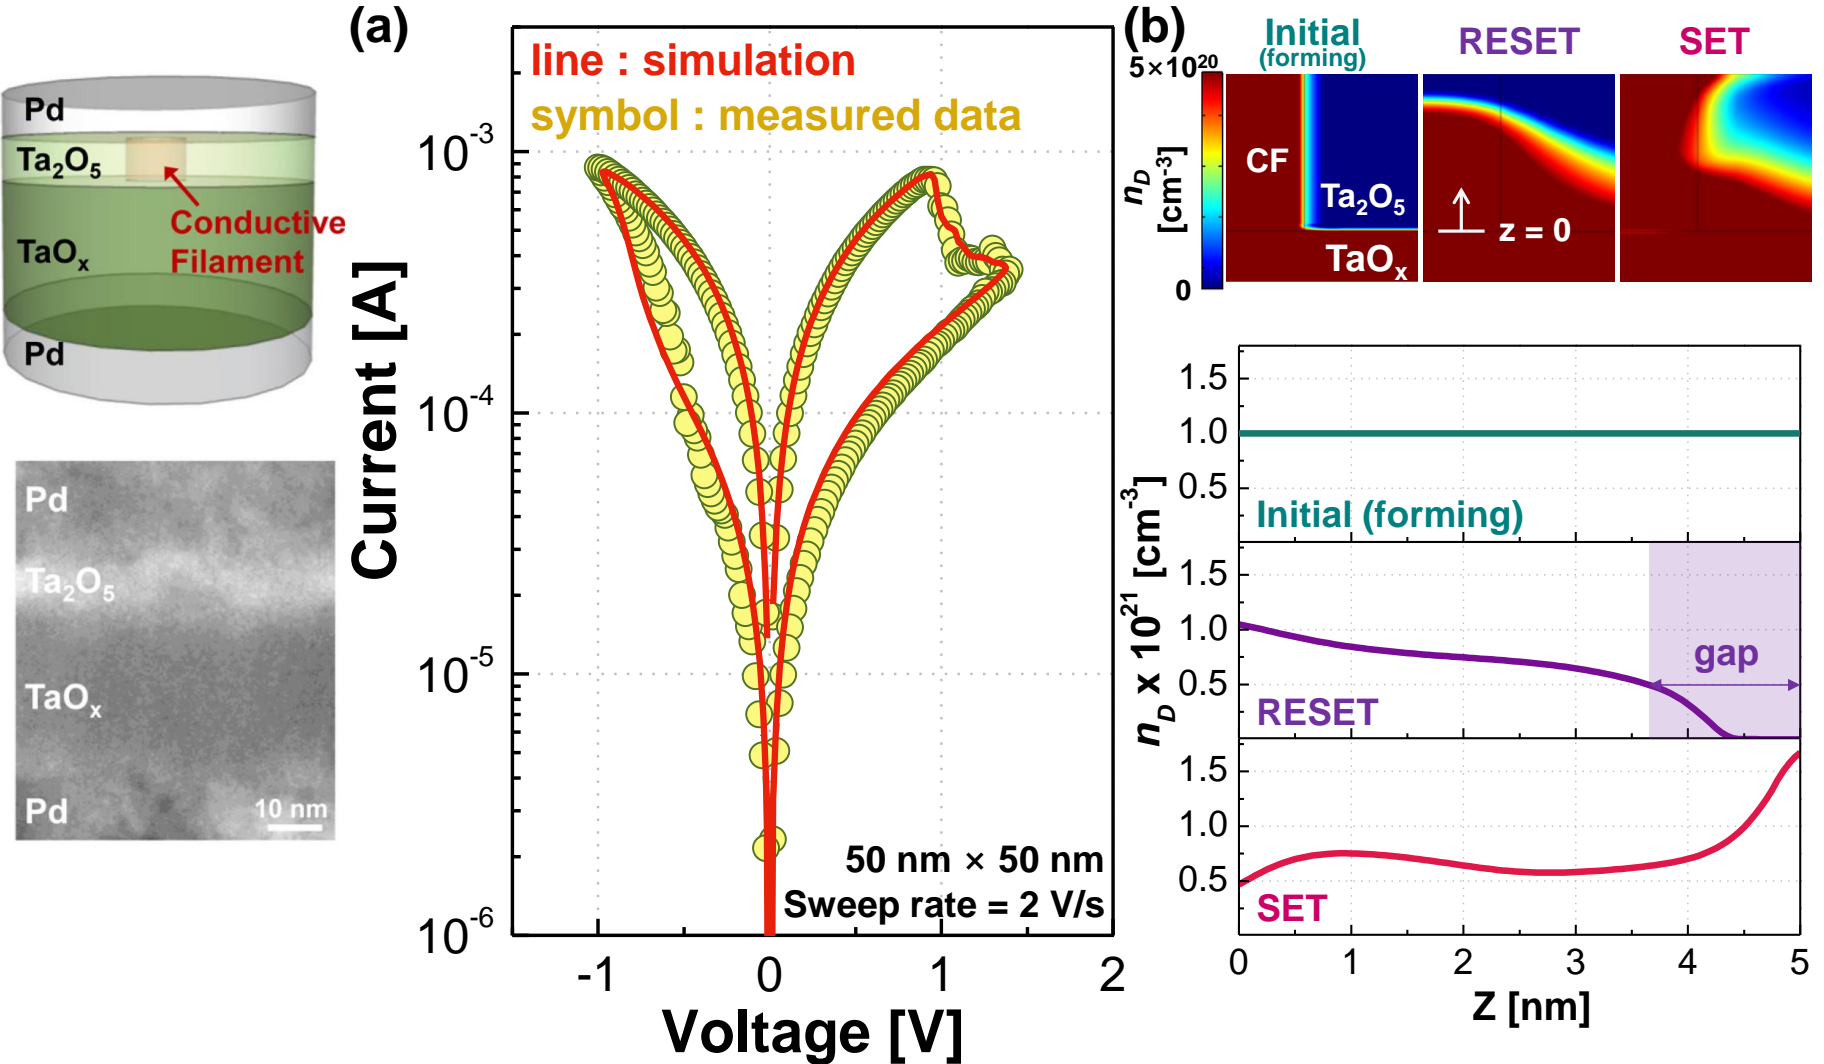 Pd
Ta2O5
Conductive
Filament
TaOx
Pd
Pd
Ta2O5
TaOx
Pd
10 nm
(a)
line : simulation
symbol : measured data
Current [A]
10^-3
10^-4
10^-5
10^-6
50 nm × 50 nm
Sweep rate = 2 V/s
-1 0 1 2
Voltage [V]
(b)
Initial
(forming)
RESET
SET
5×10^20
nD
[cm^-3]
0
CF
Ta2O5
TaOx
z = 0
nD x 10^21 [cm^-3]
1.5
1.0
0.5
Initial (forming)
1.5
1.0
0.5
gap
RESET
1.5
1.0
0.5
SET
0 1 2 3 4 5
Z [nm]